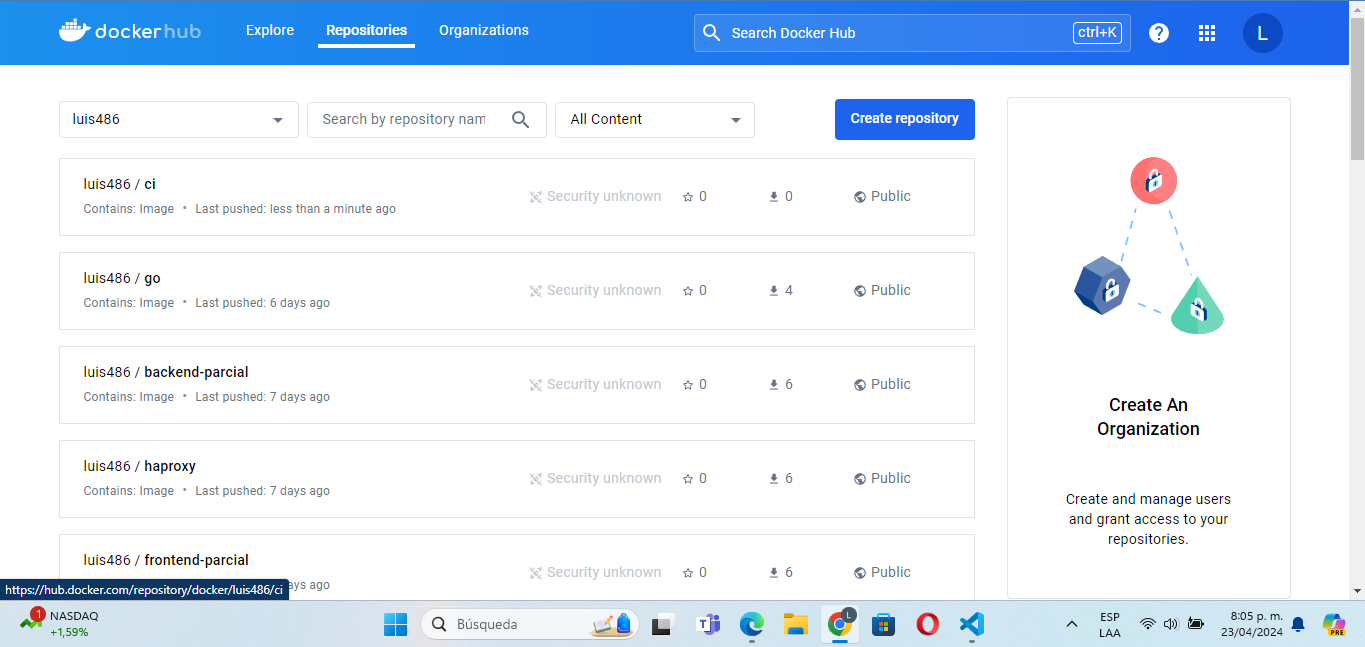 docker hub
Explore
Repositories
Organizations
Search Docker Hub
ctrl+K
?
L
luis486
Search by repository nam
All Content
Create repository
luis486 / ci
Contains: Image • Last pushed: less than a minute ago
Security unknown
0
0
Public
luis486 / go
Contains: Image • Last pushed: 6 days ago
Security unknown
0
4
Public
luis486 / backend-parcial
Contains: Image • Last pushed: 7 days ago
Security unknown
0
6
Public
luis486 / haproxy
Contains: Image • Last pushed: 7 days ago
Security unknown
0
6
Public
luis486 / frontend-parcial
ays ago
Security unknown
0
6
Public
Create An
Organization
Create and manage users
and grant access to your
repositories.
https://hub.docker.com/repository/docker/luis486/ci
1
NASDAQ
+1,59%
Búsqueda
T
L
ESP
LAA
8:05 p. m.
23/04/2024
PRE